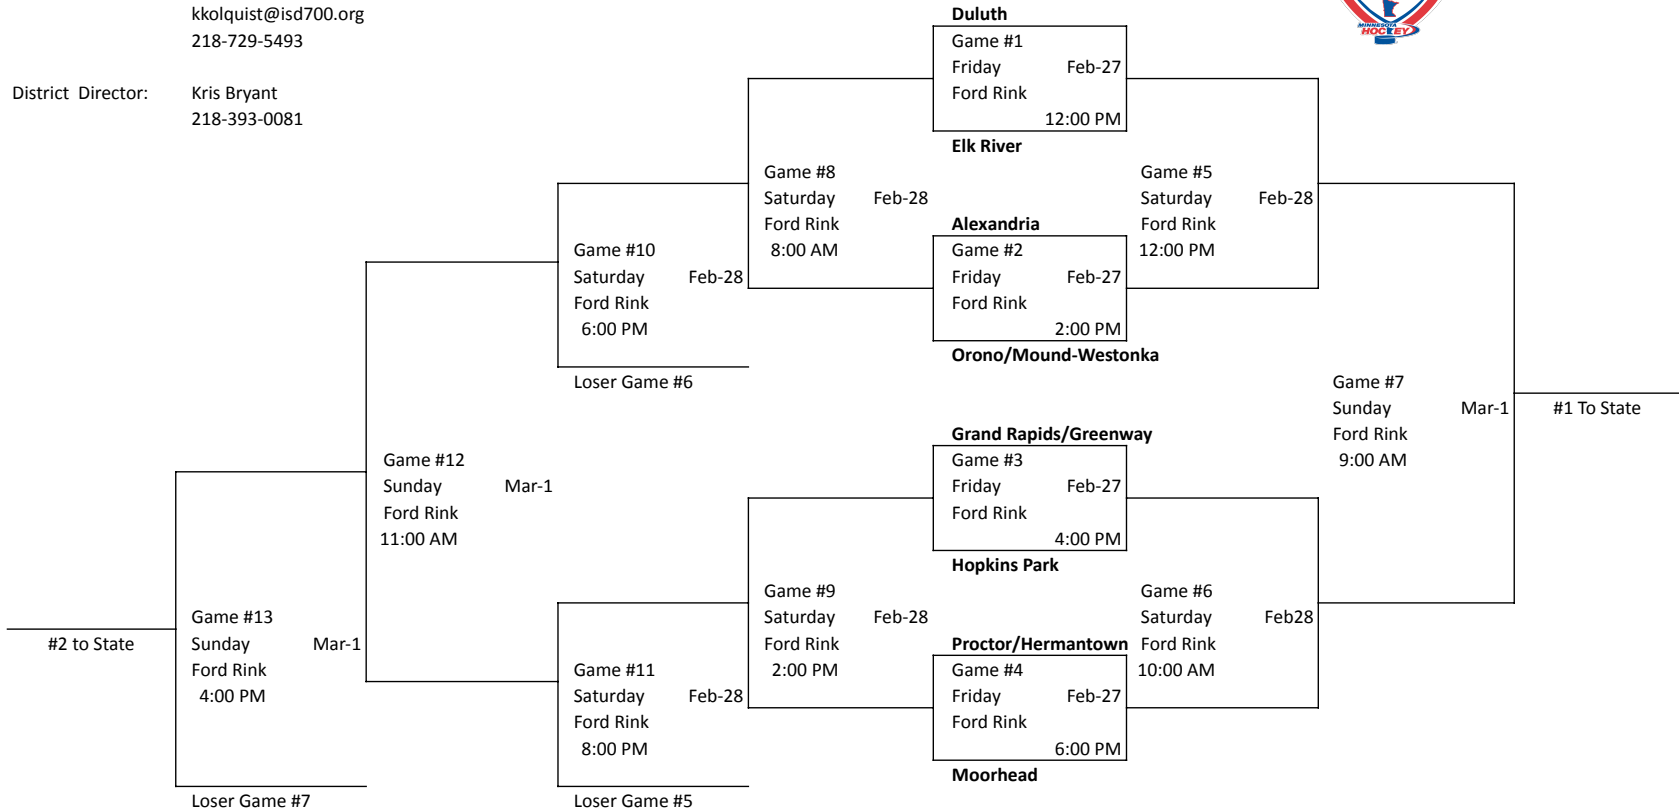 kkolquist@isd700.org
218-729-5493
District Director: Kris Bryant
218-393-0081
MINNESOTA
HOCKEY
Duluth
Game #1
Friday Feb-27
Ford Rink
12:00 PM
Elk River
Game #8
Saturday Feb-28
Ford Rink
8:00 AM
Game #5
Saturday Feb-28
Ford Rink
12:00 PM
Alexandria
Game #2
Friday Feb-27
Ford Rink
2:00 PM
Orono/Mound-Westonka
Game #10
Saturday Feb-28
Ford Rink
6:00 PM
Loser Game #6
Game #7
Sunday Mar-1
Ford Rink
9:00 AM
#1 To State
Grand Rapids/Greenway
Game #3
Friday Feb-27
Ford Rink
4:00 PM
Hopkins Park
Game #12
Sunday Mar-1
Ford Rink
11:00 AM
Game #9
Saturday Feb-28
Ford Rink
2:00 PM
Game #6
Saturday Feb28
Ford Rink
10:00 AM
Proctor/Hermantown
Game #4
Friday Feb-27
Ford Rink
6:00 PM
Moorhead
Game #13
Sunday Mar-1
Ford Rink
4:00 PM
#2 to State
Loser Game #7
Game #11
Saturday Feb-28
Ford Rink
8:00 PM
Loser Game #5